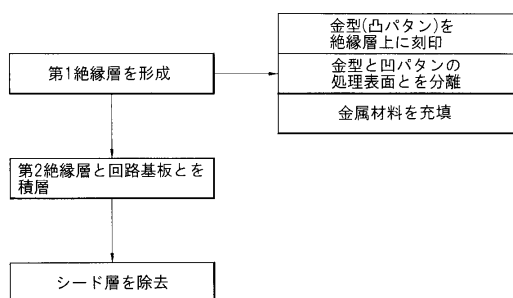 第1絶縁層を形成
金型(凸パタン)を
絶縁層上に刻印
金型と凹パタンの
処理表面とを分離
金属材料を充填
第2絶縁層と回路基板とを
積層
シード層を除去